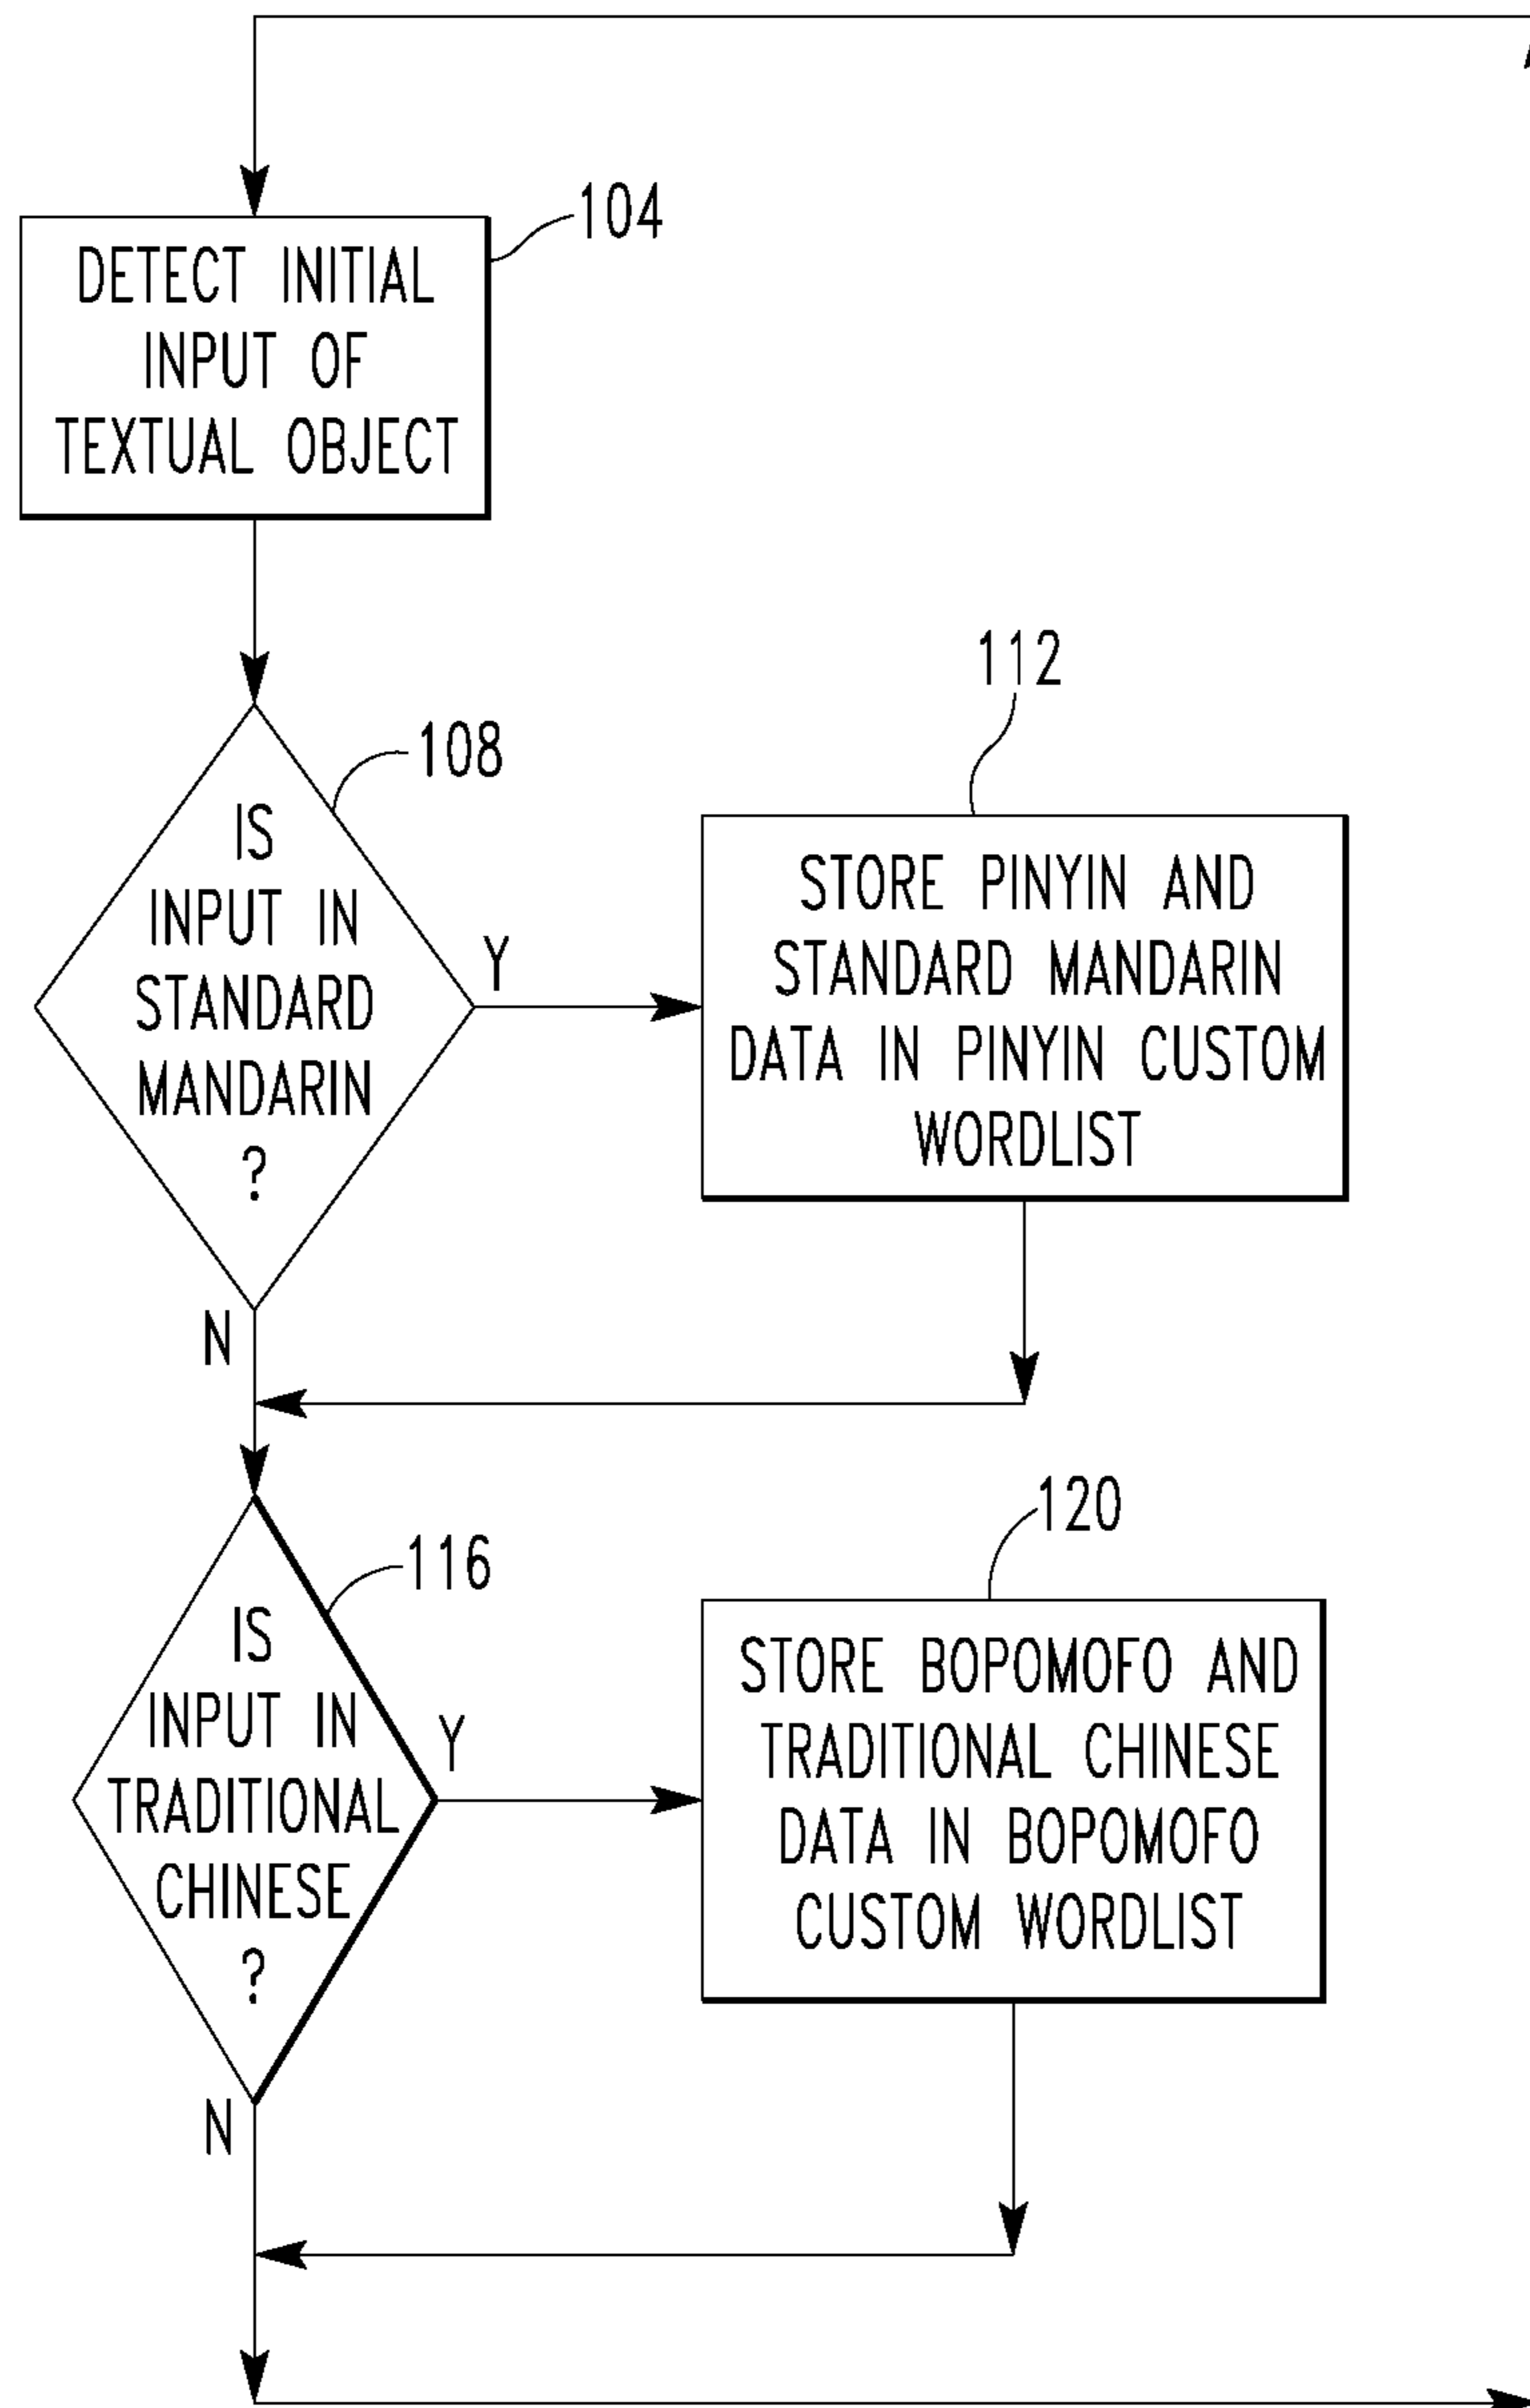 104
DETECT INITIAL
INPUT OF
TEXTUAL OBJECT
108
IS
INPUT IN
STANDARD
MANDARIN
?
Y
N
112
STORE PINYIN AND
STANDARD MANDARIN
DATA IN PINYIN CUSTOM
WORDLIST
116
IS
INPUT IN
TRADITIONAL
CHINESE
?
Y
N
120
STORE BOPOMOFO AND
TRADITIONAL CHINESE
DATA IN BOPOMOFO
CUSTOM WORDLIST